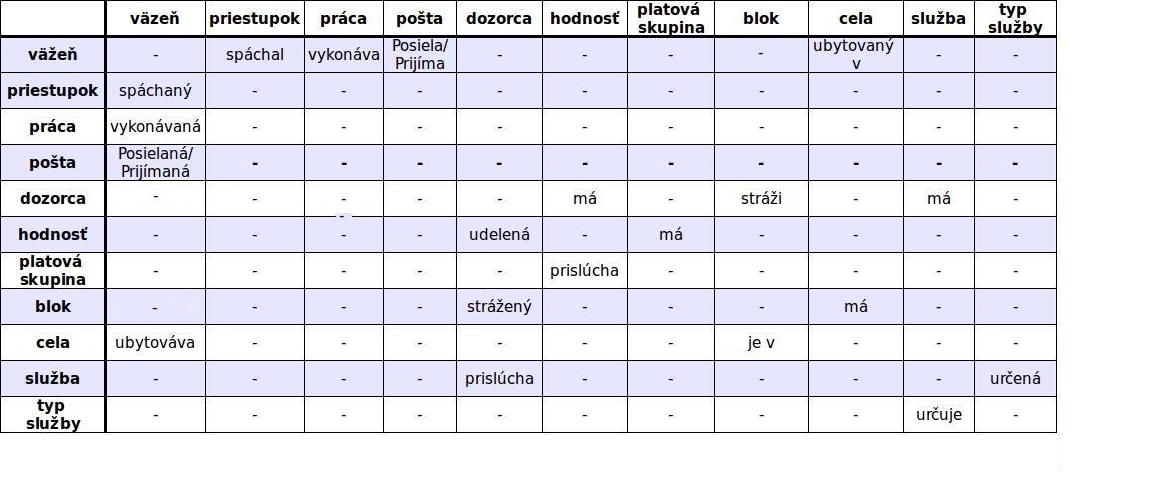 väzeň priestupok práca pošta dozorca hodnosť platová skupina blok cela služba typ služby
väžeň - spáchal vykonáva Posiela/ Prijíma - - - - ubytovaný v - -
priestupok spáchaný - - - - - - - - - -
práca vykonávaná - - - - - - - - - -
pošta Posielaná/ Prijímaná - - - - - - - - - -
dozorca - - - - - má - stráži - má -
hodnosť - - - - udelená - má - - - -
platová skupina - - - - - prislúcha - - - - -
blok - - - - strážený - - - má - -
cela ubytováva - - - - - - je v - - -
služba - - - - prislúcha - - - - - určená
typ služby - - - - - - - - - určuje -